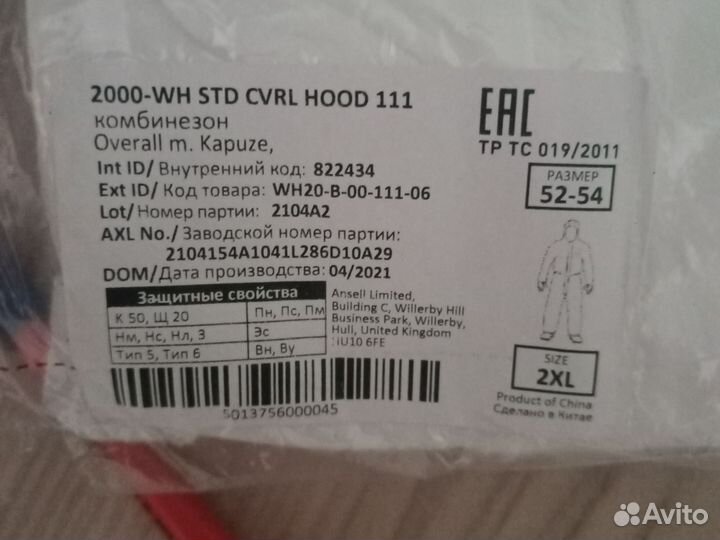 2000-WH STD CVRL HOOD 111
комбинезон
Overall m. Kapuze,
Int ID/ Внутренний код: 822434
Ext ID/ Код товара: WH20-B-00-111-06
Lot/Номер партии: 2104A2
AXL No./Заводской номер партии:
2104154A1041L286D10A29
DOM/Дата производства: 04/2021
Защитные свойства
К 50, Щ 20
Пн, Пс, Пм
Нм, Нс, Нл, З
Эс
Тип 5, Тип 6
Вн, Ву
Ansell Limited,
Building C, Willerby Hill
Business Park, Willerby,
Hull, United Kingdom
HU10 6FE
5013756000045
EAC
ТР ТС 019/2011
РАЗМЕР
52-54
SIZE
2XL
Product of China
Сделано в Китае
Avito